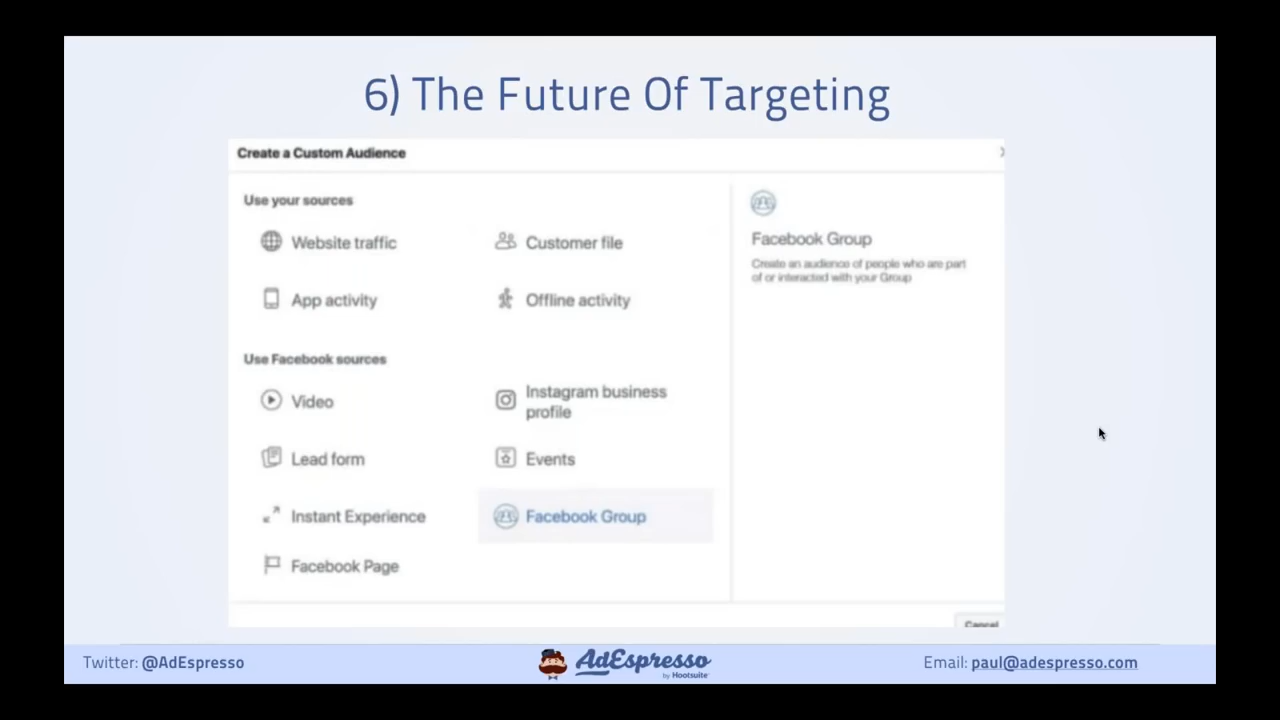 6) The Future Of Targeting
Create a Custom Audience
Use your sources
Website traffic
Customer file
App activity
Offline activity
Use Facebook sources
Video
Instagram business
profile
Lead form
Events
Instant Experience
Facebook Group
Facebook Page
Facebook Group
Create an audience of people who are part
of or interacted with your Group
Cancel
Twitter: @AdEspresso
AdEspresso
by Hootsuite
Email: paul@adespresso.com